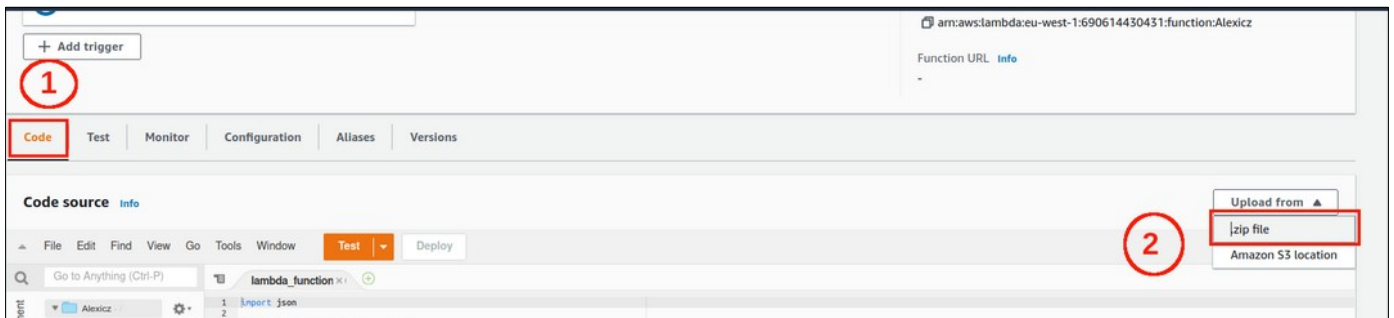 arn:aws:lambda:eu-west-1:690614430431:function:Alexicz
+ Add trigger
Function URL Info
-
1
Code Test Monitor Configuration Aliases Versions
Code source Info
Upload from ▲
.zip file
Amazon S3 location
2
File Edit Find View Go Tools Window Test Deploy
Go to Anything (Ctrl-P)
lambda_function ×
Alexicz
1 import json
2